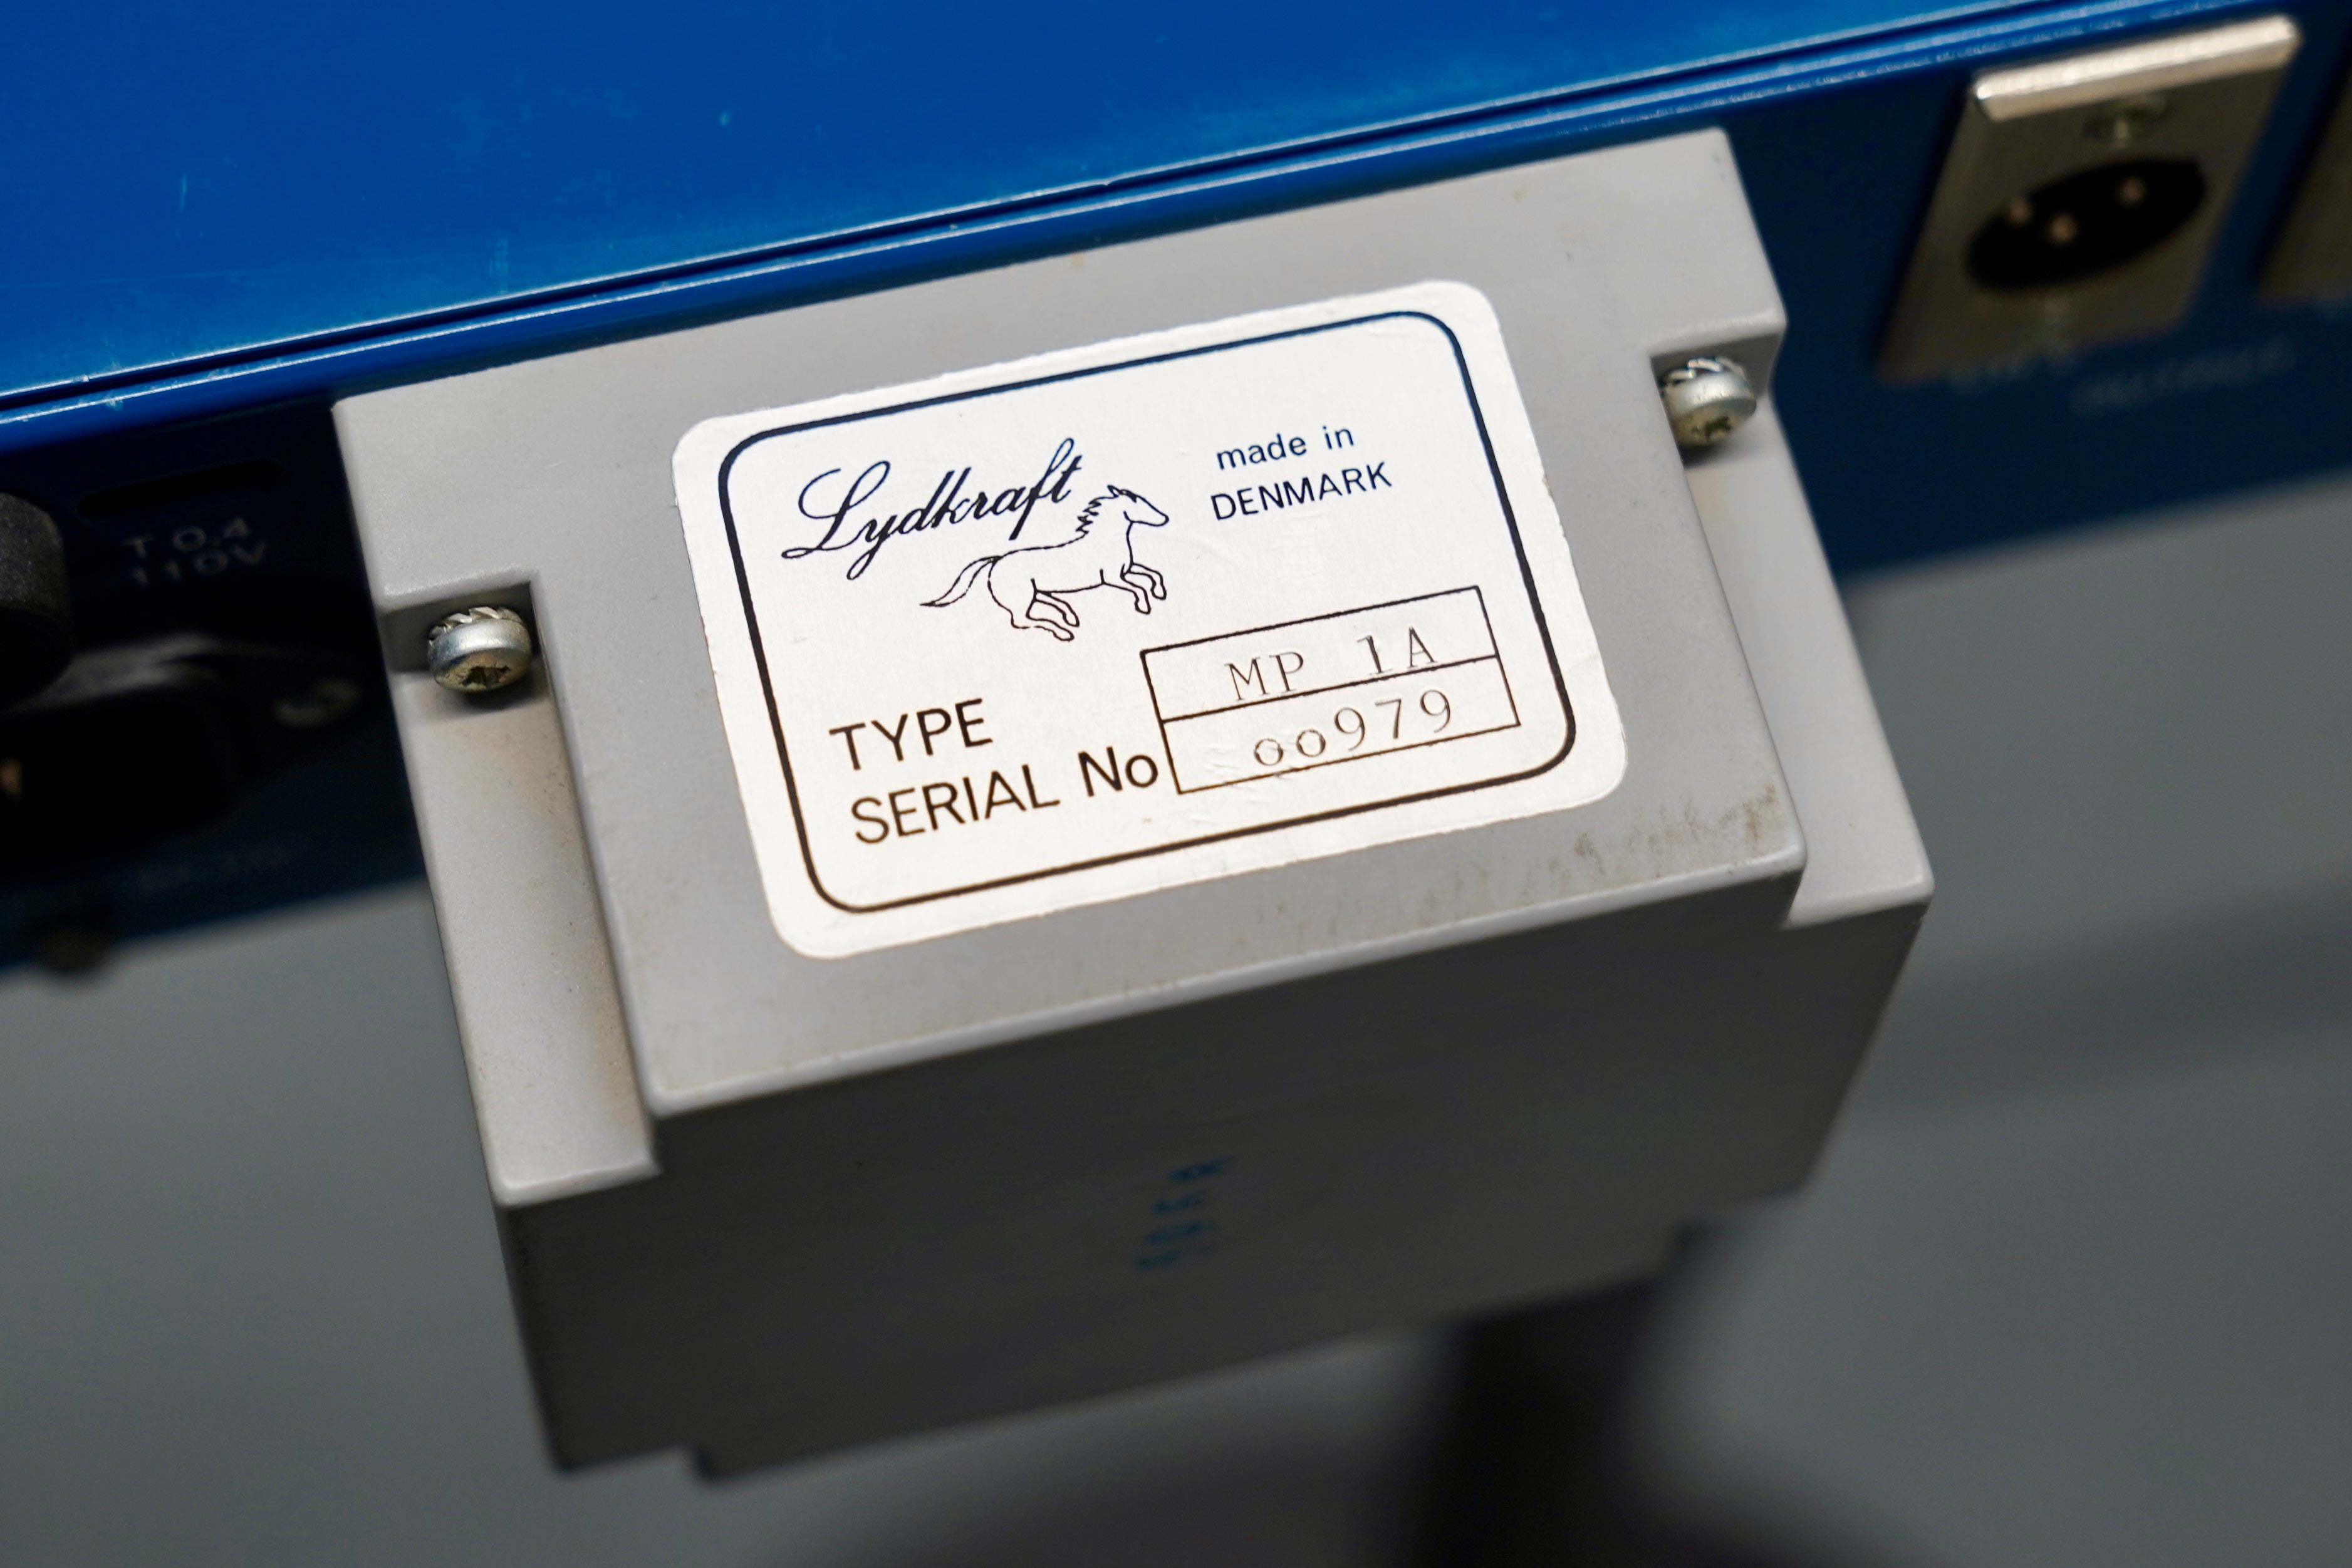 Lydkraft
made in
DENMARK
TYPE MP 1A
SERIAL No 00979
T 0.4
110V